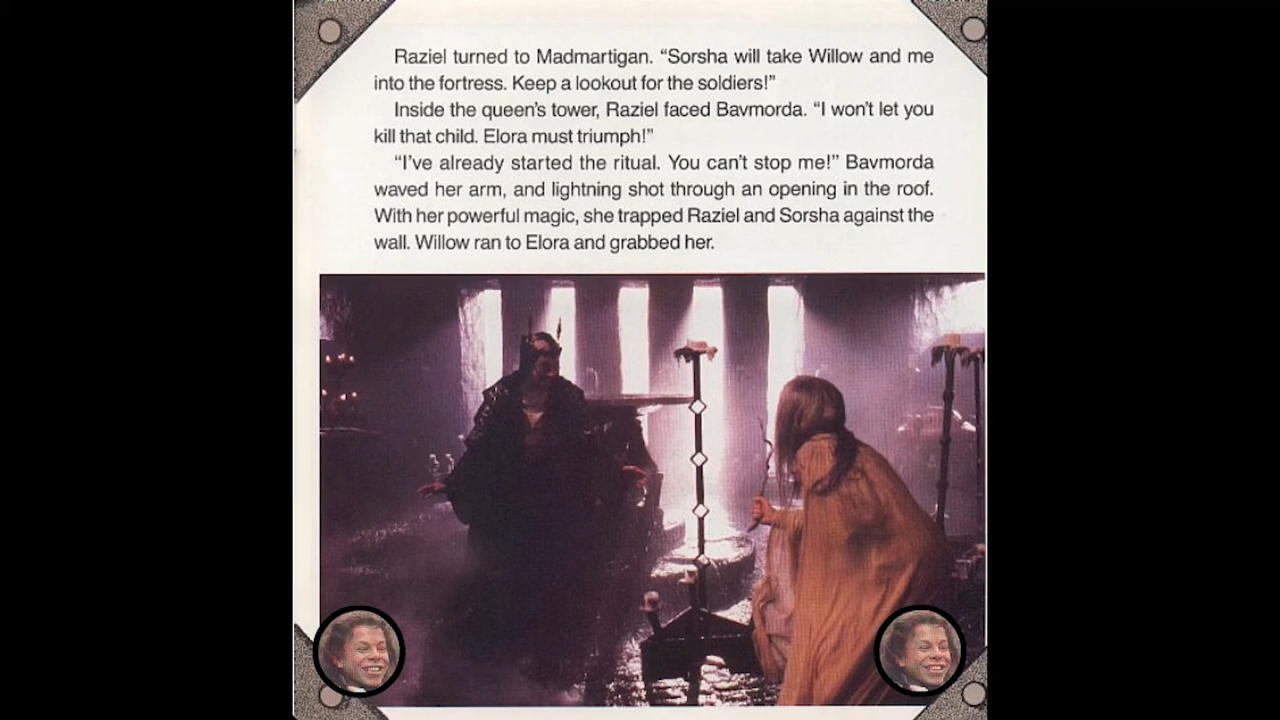 Raziel turned to Madmartigan. “Sorsha will take Willow and me
into the fortress. Keep a lookout for the soldiers!”
Inside the queen’s tower, Raziel faced Bavmorda. “I won’t let you
kill that child. Elora must triumph!”
“I’ve already started the ritual. You can’t stop me!” Bavmorda
waved her arm, and lightning shot through an opening in the roof.
With her powerful magic, she trapped Raziel and Sorsha against the
wall. Willow ran to Elora and grabbed her.